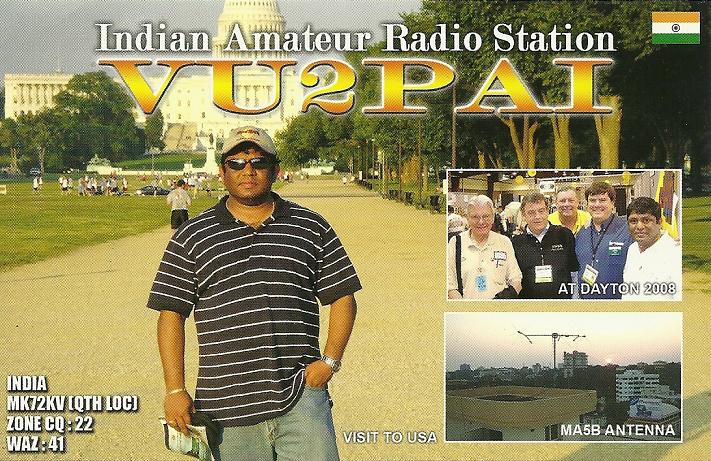 Indian Amateur Radio Station
VU2PAI
AT DAYTON 2008
INDIA
MK72KV (QTH LOC)
ZONE CQ : 22
WAZ : 41
VISIT TO USA
MA5B ANTENNA